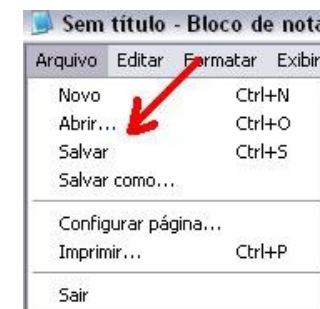 Sem título - Bloco de nota
Arquivo Editar Formatar Exibir
Novo Ctrl+N
Abrir... Ctrl+O
Salvar Ctrl+S
Salvar como...
Configurar página...
Imprimir... Ctrl+P
Sair